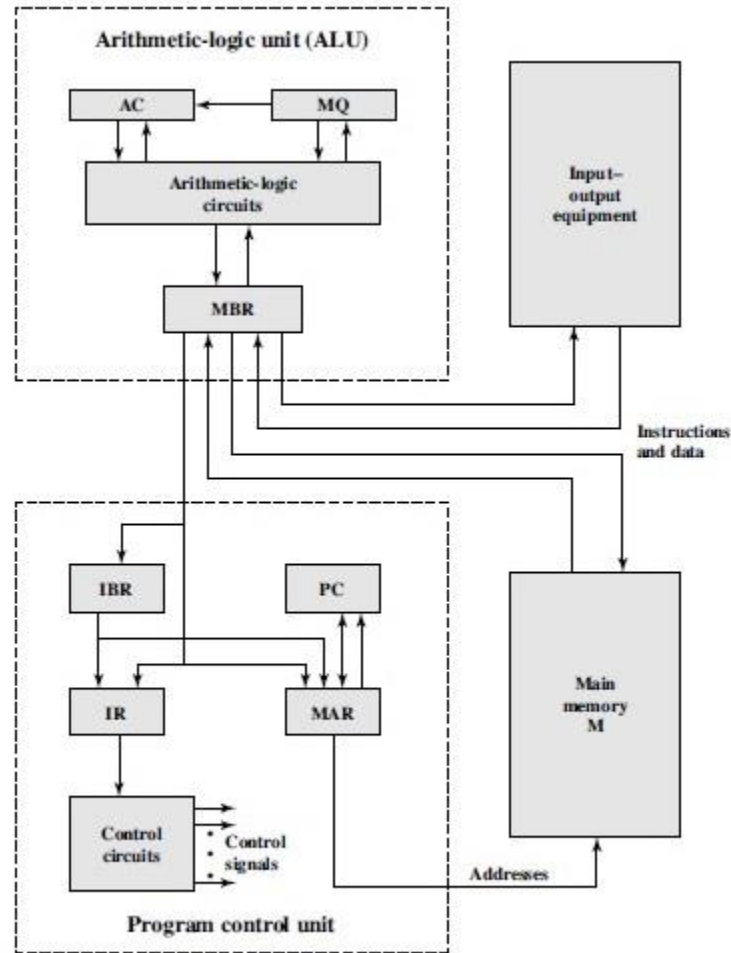 Arithmetic-logic unit (ALU)
AC
MQ
Arithmetic-logic
circuits
Input–
output
equipment
MBR
Instructions
and data
IBR
PC
IR
MAR
Main
memory
M
Control
circuits
Control
signals
Addresses
Program control unit